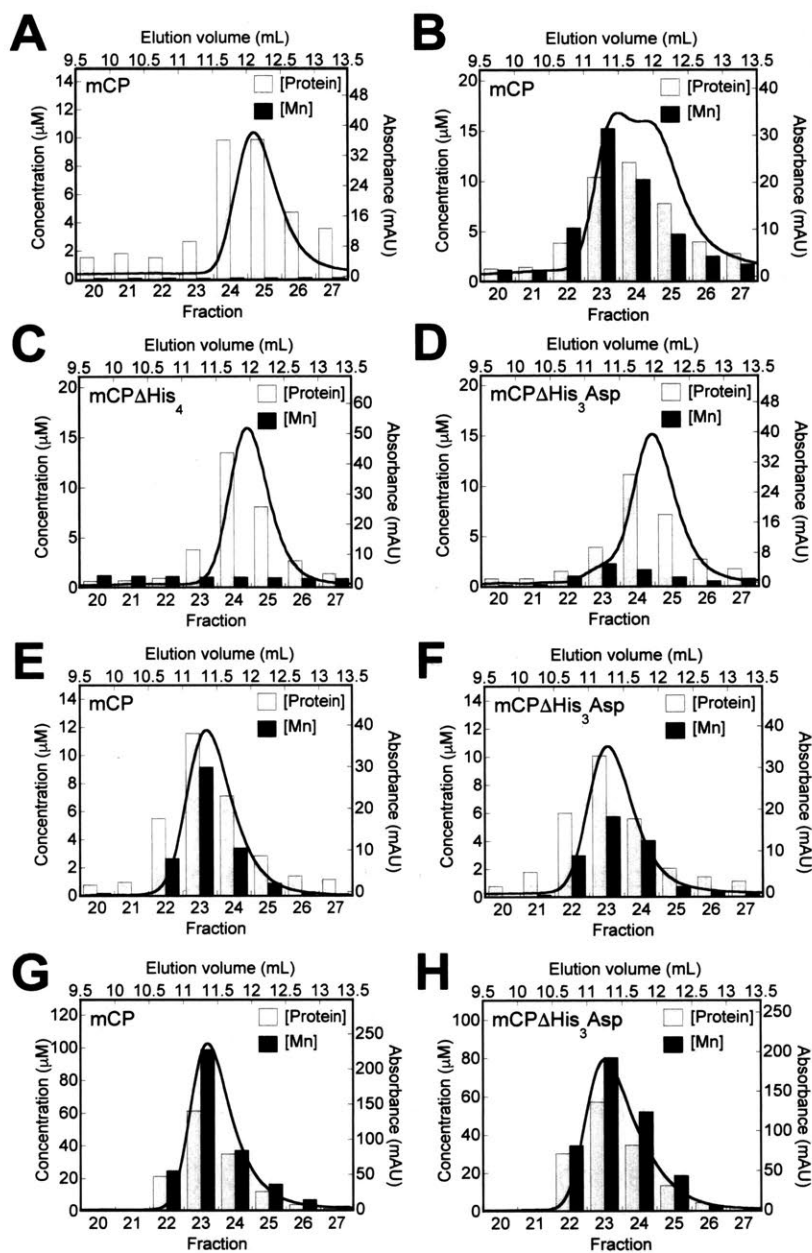 A
Elution volume (mL)
9.5 10 10.5 11 11.5 12 12.5 13 13.5
mCP
[Protein]
[Mn]
Concentration (µM)
14
12
10
8
6
4
2
0
Absorbance (mAU)
48
40
32
24
16
8
0
20 21 22 23 24 25 26 27
Fraction
B
Elution volume (mL)
9.5 10 10.5 11 11.5 12 12.5 13 13.5
mCP
[Protein]
[Mn]
Concentration (µM)
20
15
10
5
0
Absorbance (mAU)
40
30
20
10
0
20 21 22 23 24 25 26 27
Fraction
C
Elution volume (mL)
9.5 10 10.5 11 11.5 12 12.5 13 13.5
mCPΔHis4
[Protein]
[Mn]
Concentration (µM)
20
15
10
5
0
Absorbance (mAU)
60
50
40
30
20
10
0
20 21 22 23 24 25 26 27
Fraction
D
Elution volume (mL)
9.5 10 10.5 11 11.5 12 12.5 13 13.5
mCPΔHis3Asp
[Protein]
[Mn]
Concentration (µM)
20
15
10
5
0
Absorbance (mAU)
48
38
28
18
8
0
20 21 22 23 24 25 26 27
Fraction
E
Elution volume (mL)
9.5 10 10.5 11 11.5 12 12.5 13 13.5
mCP
[Protein]
[Mn]
Concentration (µM)
14
12
10
8
6
4
2
0
Absorbance (mAU)
40
30
20
10
0
20 21 22 23 24 25 26 27
Fraction
F
Elution volume (mL)
9.5 10 10.5 11 11.5 12 12.5 13 13.5
mCPΔHis3Asp
[Protein]
[Mn]
Concentration (µM)
14
12
10
8
6
4
2
0
Absorbance (mAU)
40
30
20
10
0
20 21 22 23 24 25 26 27
Fraction
G
Elution volume (mL)
9.5 10 10.5 11 11.5 12 12.5 13 13.5
mCP
[Protein]
[Mn]
Concentration (µM)
120
100
80
60
40
20
0
Absorbance (mAU)
250
200
150
100
50
0
20 21 22 23 24 25 26 27
Fraction
H
Elution volume (mL)
9.5 10 10.5 11 11.5 12 12.5 13 13.5
mCPΔHis3Asp
[Protein]
[Mn]
Concentration (µM)
100
80
60
40
20
0
Absorbance (mAU)
250
200
150
100
50
0
20 21 22 23 24 25 26 27
Fraction